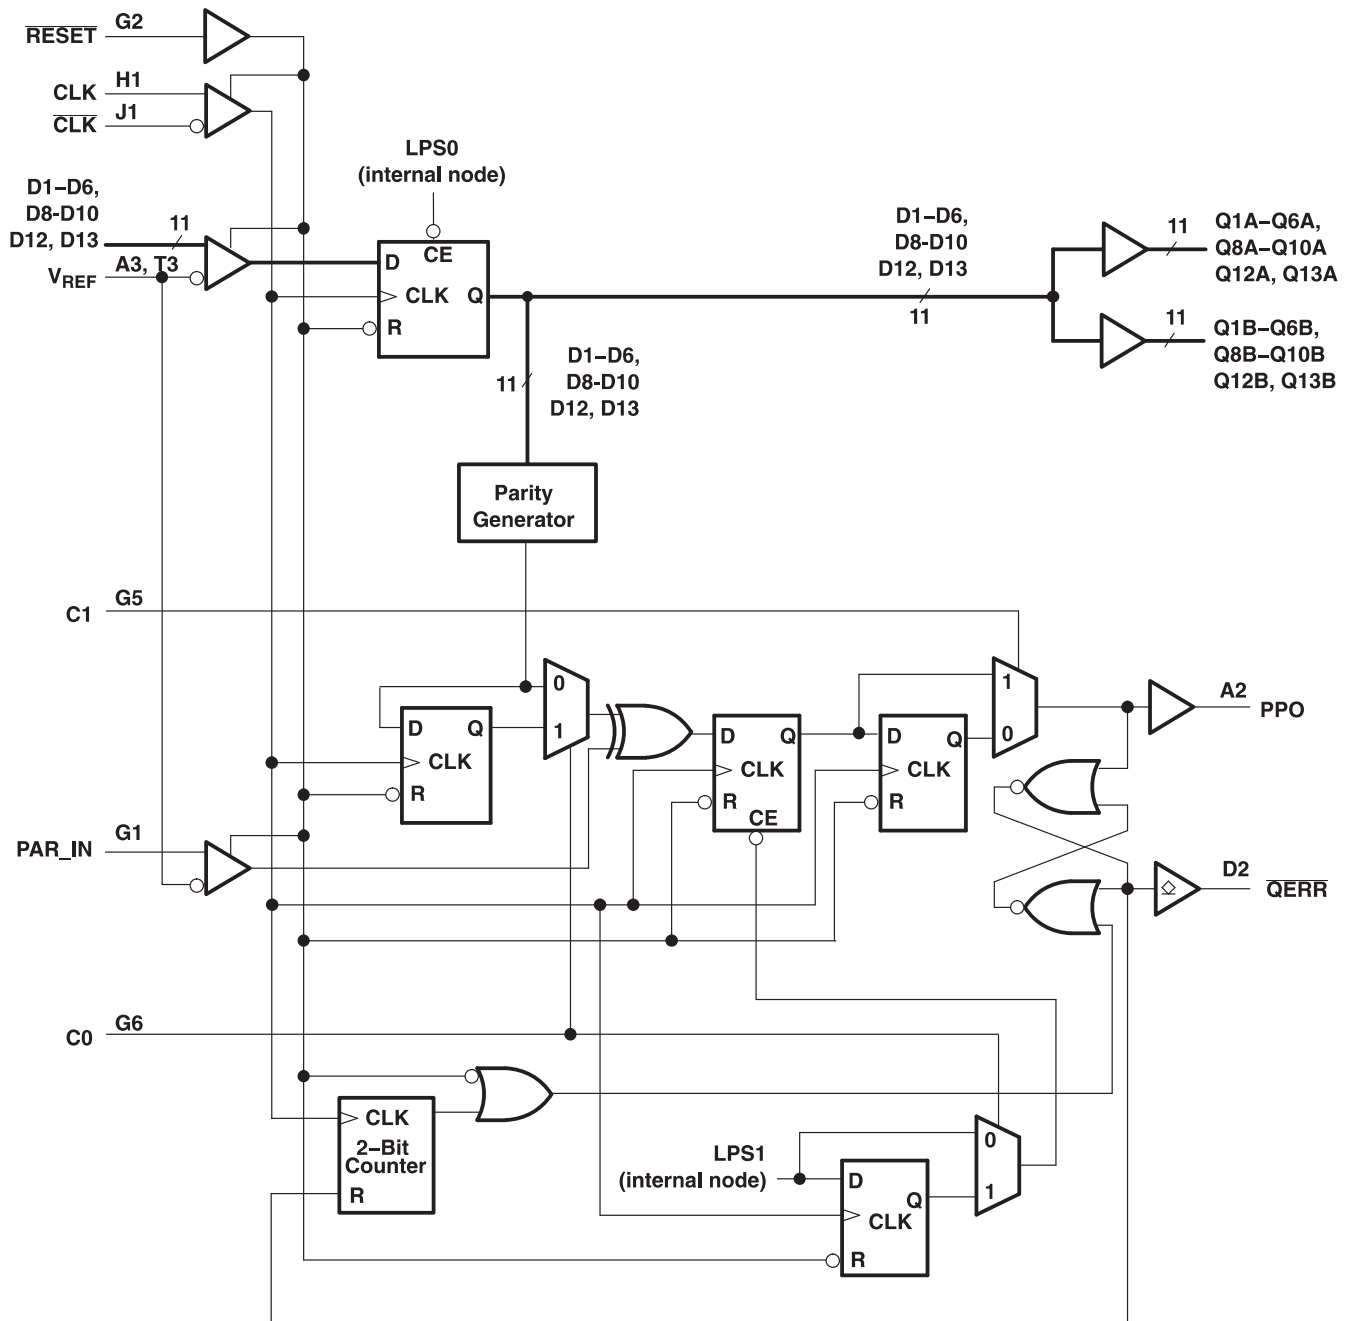 RESET G2
CLK H1
CLK J1
LPS0
(internal node)
D1–D6,
D8-D10
D12, D13
11
VREF A3, T3
D CE
CLK Q
R
D1–D6,
D8-D10
D12, D13
11
11
Q1A–Q6A,
Q8A–Q10A
Q12A, Q13A
11
Q1B–Q6B,
Q8B–Q10B
Q12B, Q13B
11
D1–D6,
D8-D10
D12, D13
Parity
Generator
C1 G5
0
1
D Q
CLK
R
D Q
CLK
R
CE
D Q
CLK
R
1
0
A2
PPO
PAR_IN G1
D2
QERR
C0 G6
CLK
2–Bit
Counter
R
LPS1
(internal node)
D Q
CLK
R
0
1